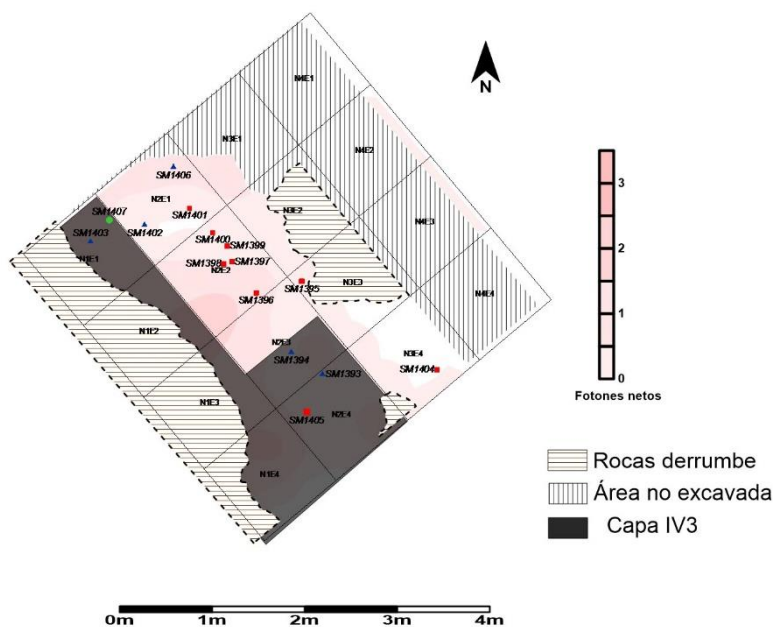 N
N4E1
N3E1
N4E2
SM1406
N2E1
SM1401
SM1407
SM1402
SM1403
N1E1
N3E2
N4E3
SM1400
SM1399
SM1398
SM1397
N2E2
SM1396
SM1395
N3E3
N4E4
N1E2
N2E3
SM1394
SM1393
N3E4
SM1404
N1E3
N2E4
SM1405
N1E4
3
2
1
0
Fotones netos
Rocas derrumbe
Área no excavada
Capa IV3
0m 1m 2m 3m 4m